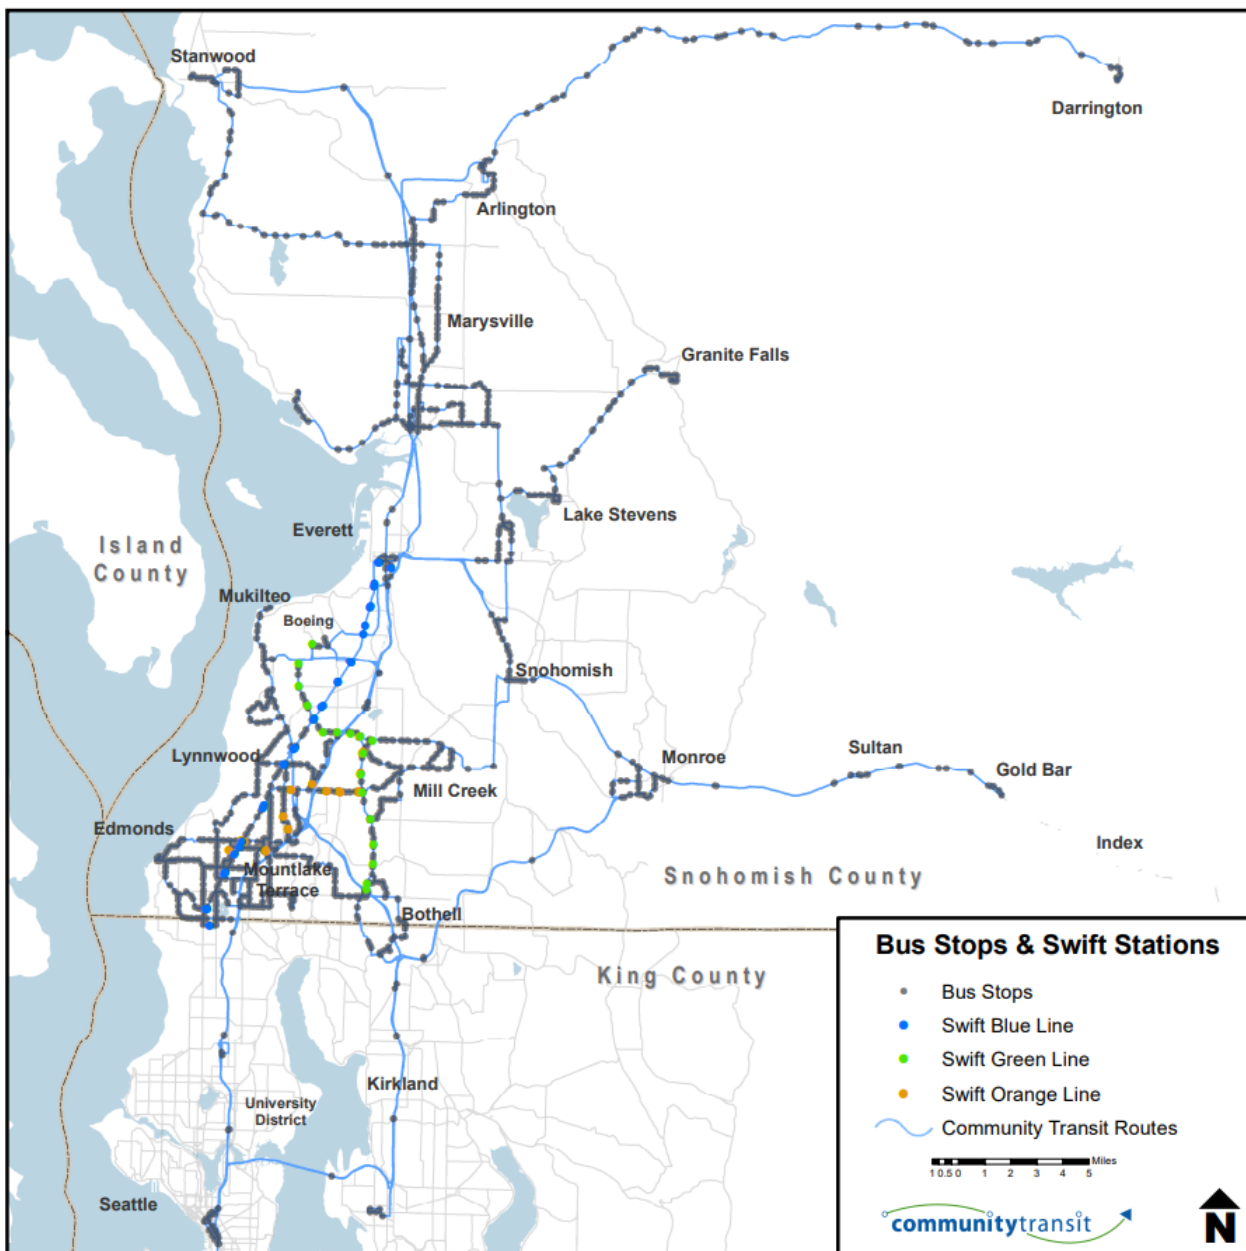 Stanwood
Darrington
Arlington
Marysville
Granite Falls
Lake Stevens
Everett
Island
County
Mukilteo
Boeing
Snohomish
Lynnwood
Monroe
Sultan
Gold Bar
Mill Creek
Edmonds
Index
Mountlake
Terrace
Snohomish County
Bothell
King County
Kirkland
University
District
Seattle
Bus Stops & Swift Stations
Bus Stops
Swift Blue Line
Swift Green Line
Swift Orange Line
Community Transit Routes
Miles
1 0.5 0 1 2 3 4 5
communitytransit
N